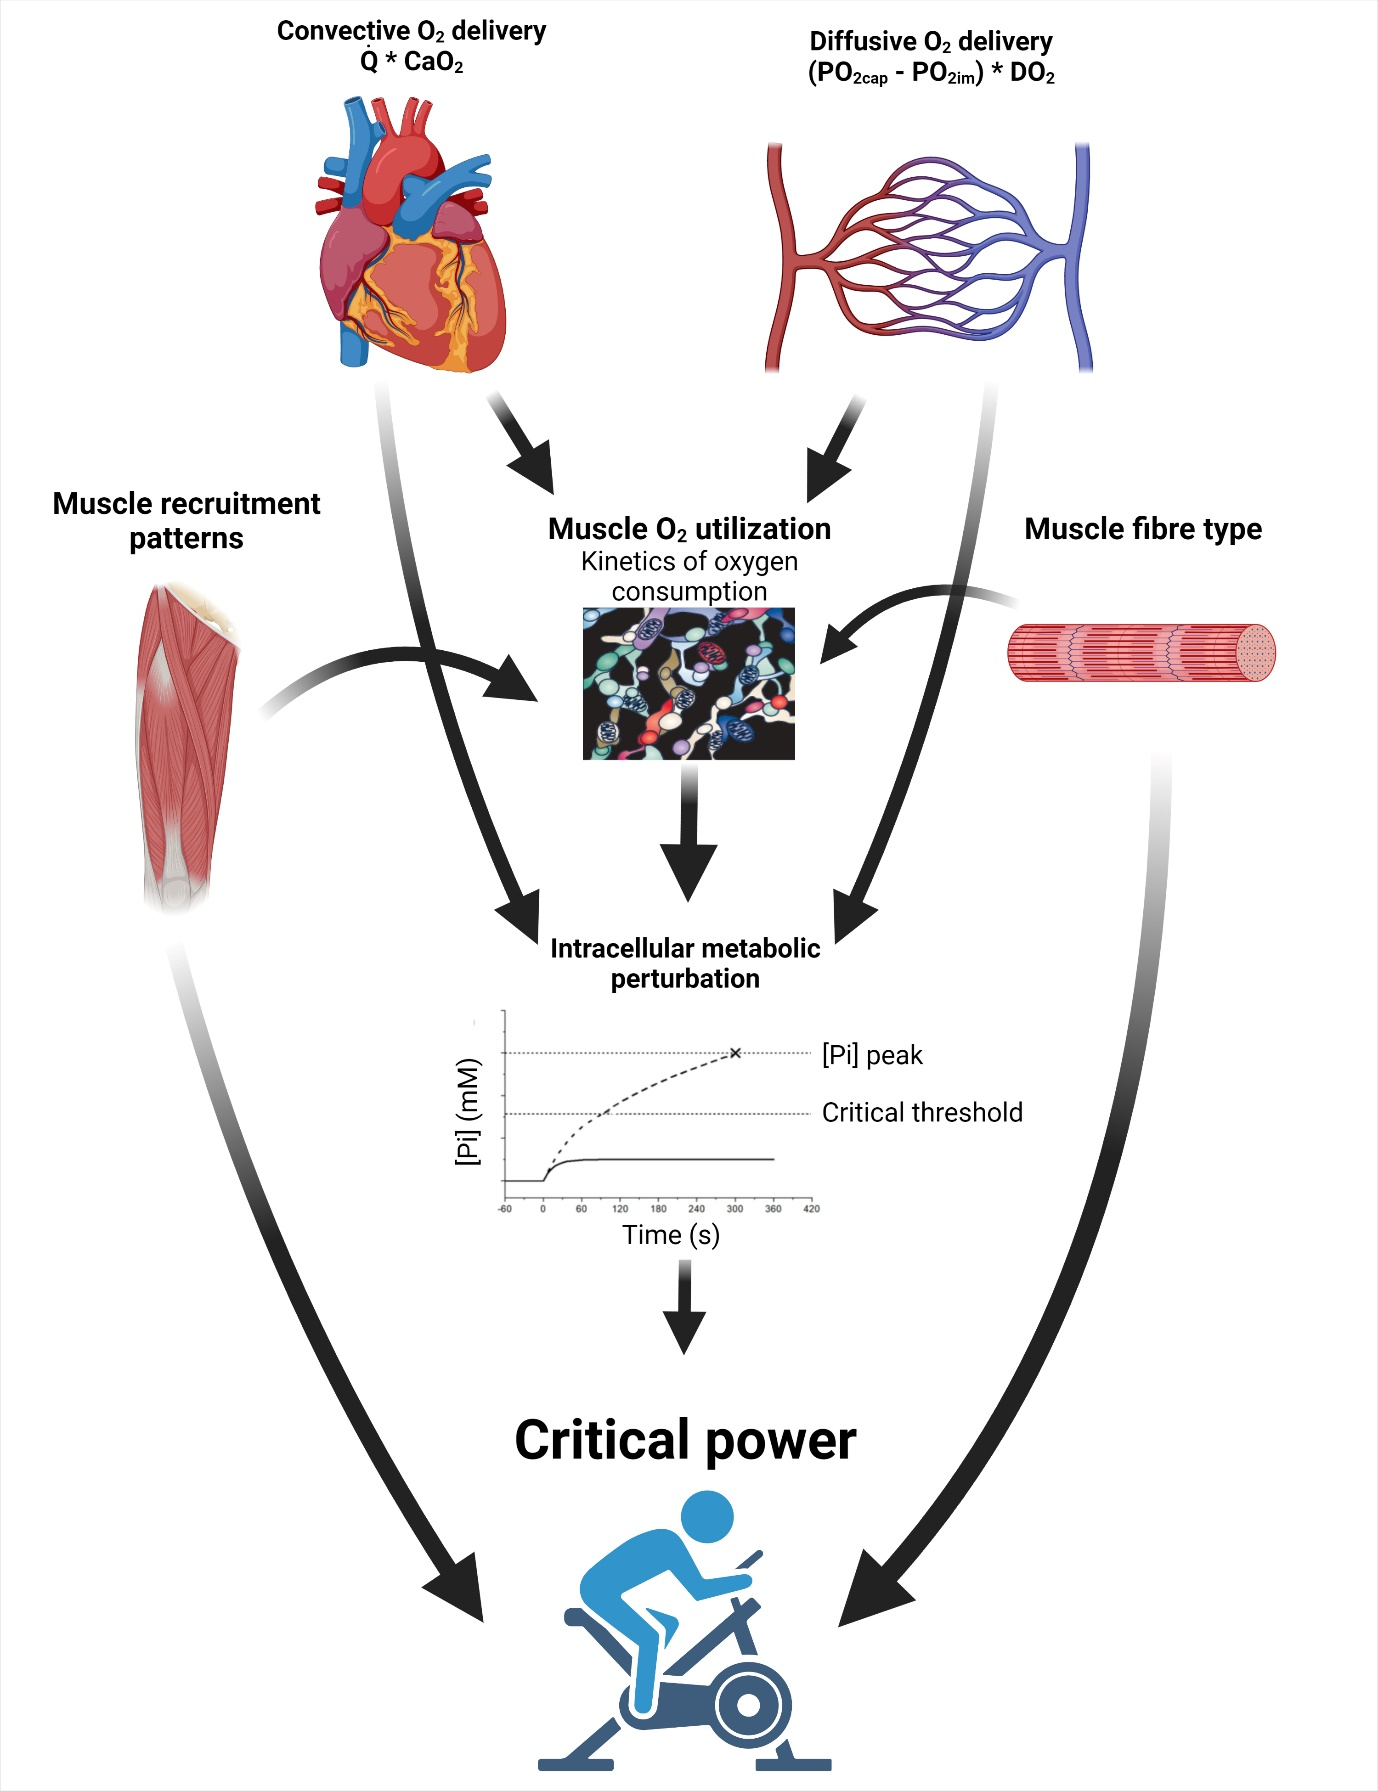 Convective O₂ delivery
Q̇ * CaO₂
Diffusive O₂ delivery
(PO₂cap - PO₂im) * DO₂
Muscle recruitment
patterns
Muscle O₂ utilization
Kinetics of oxygen
consumption
Muscle fibre type
Intracellular metabolic
perturbation
[Pi] (mM)
[Pi] peak
Critical threshold
-60 0 60 120 180 240 300 360 420
Time (s)
Critical power